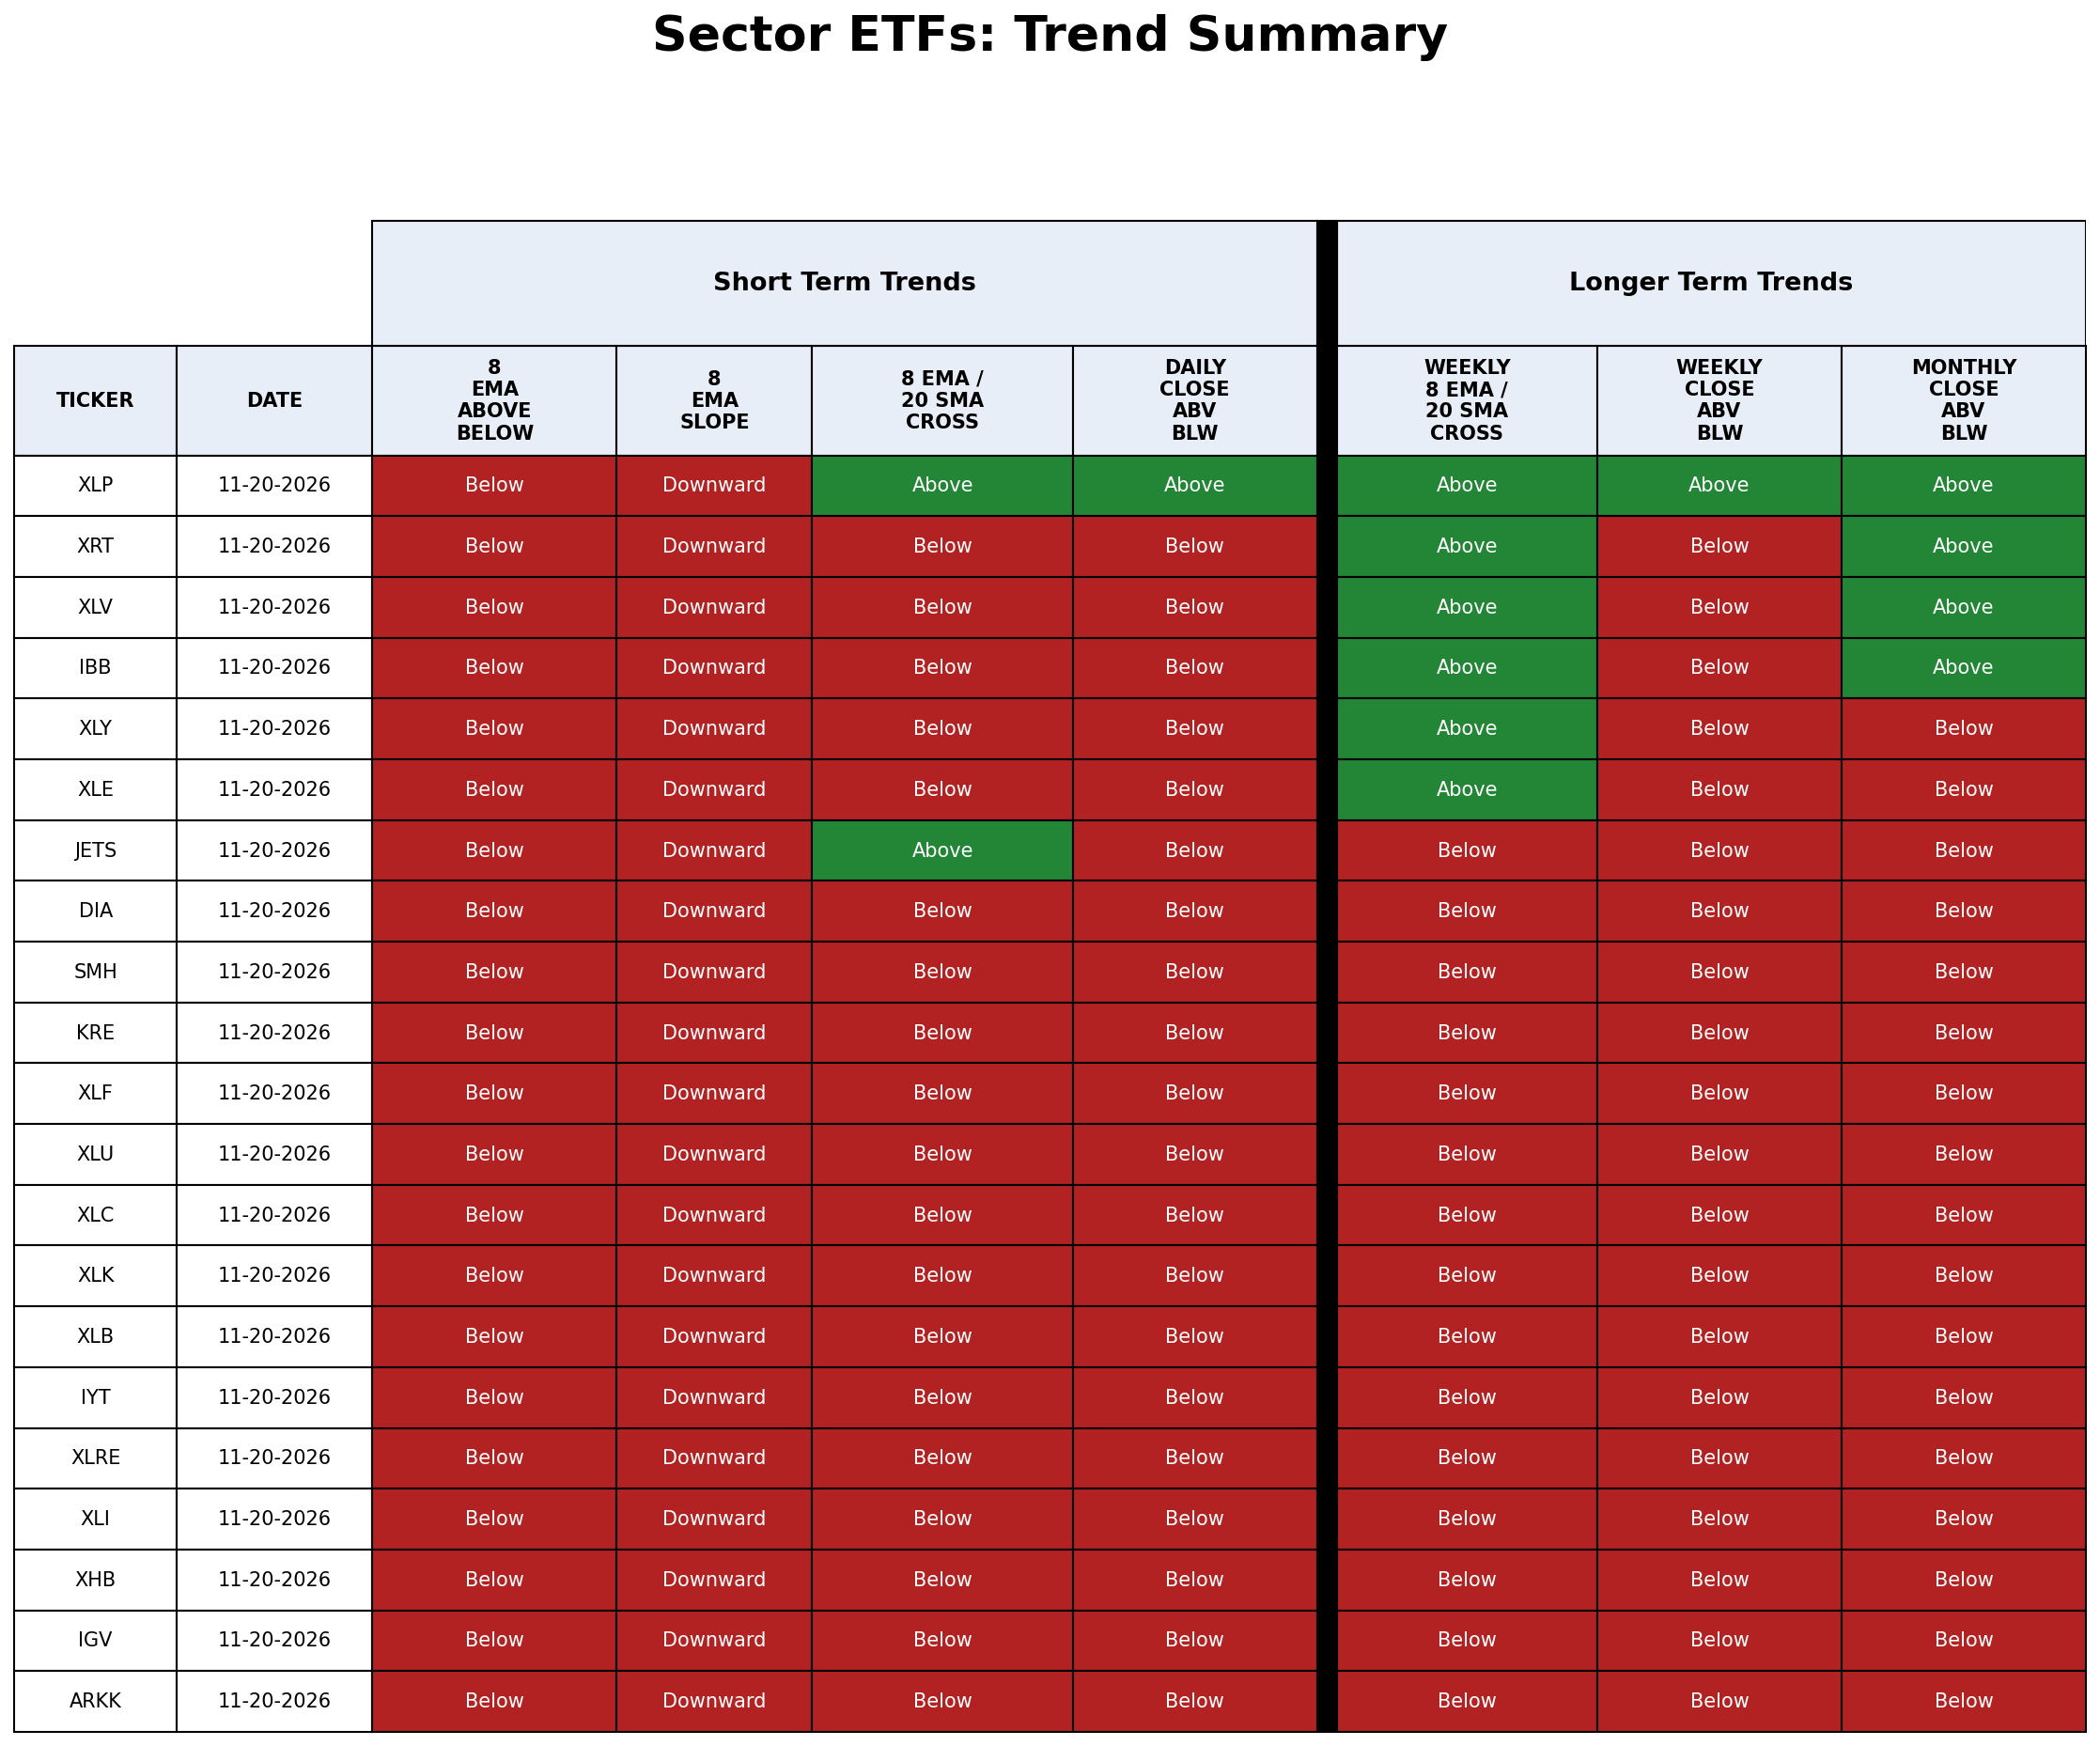 Sector ETFs: Trend Summary
Short Term Trends Longer Term Trends
TICKER DATE 8 EMA ABOVE BELOW 8 EMA SLOPE 8 EMA / 20 SMA CROSS DAILY CLOSE ABV BLW WEEKLY 8 EMA / 20 SMA CROSS WEEKLY CLOSE ABV BLW MONTHLY CLOSE ABV BLW
XLP 11-20-2026 Below Downward Above Above Above Above Above
XRT 11-20-2026 Below Downward Below Below Above Below Above
XLV 11-20-2026 Below Downward Below Below Above Below Above
IBB 11-20-2026 Below Downward Below Below Above Below Above
XLY 11-20-2026 Below Downward Below Below Above Below Below
XLE 11-20-2026 Below Downward Below Below Above Below Below
JETS 11-20-2026 Below Downward Above Below Below Below Below
DIA 11-20-2026 Below Downward Below Below Below Below Below
SMH 11-20-2026 Below Downward Below Below Below Below Below
KRE 11-20-2026 Below Downward Below Below Below Below Below
XLF 11-20-2026 Below Downward Below Below Below Below Below
XLU 11-20-2026 Below Downward Below Below Below Below Below
XLC 11-20-2026 Below Downward Below Below Below Below Below
XLK 11-20-2026 Below Downward Below Below Below Below Below
XLB 11-20-2026 Below Downward Below Below Below Below Below
IYT 11-20-2026 Below Downward Below Below Below Below Below
XLRE 11-20-2026 Below Downward Below Below Below Below Below
XLI 11-20-2026 Below Downward Below Below Below Below Below
XHB 11-20-2026 Below Downward Below Below Below Below Below
IGV 11-20-2026 Below Downward Below Below Below Below Below
ARKK 11-20-2026 Below Downward Below Below Below Below Below